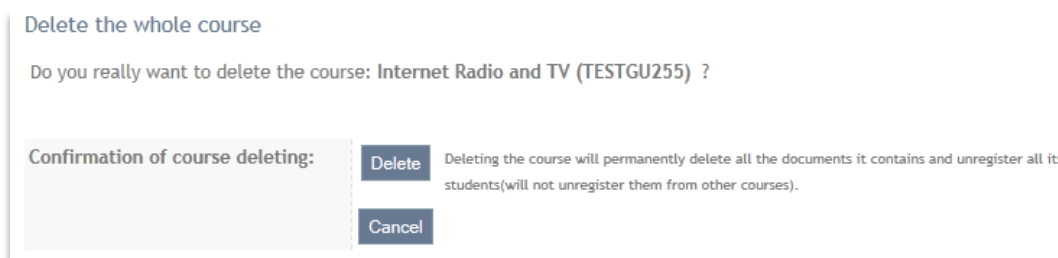 Delete the whole course
Do you really want to delete the course: Internet Radio and TV (TESTGU255) ?
Confirmation of course deleting:
Delete
Deleting the course will permanently delete all the documents it contains and unregister all it
students(will not unregister them from other courses).
Cancel